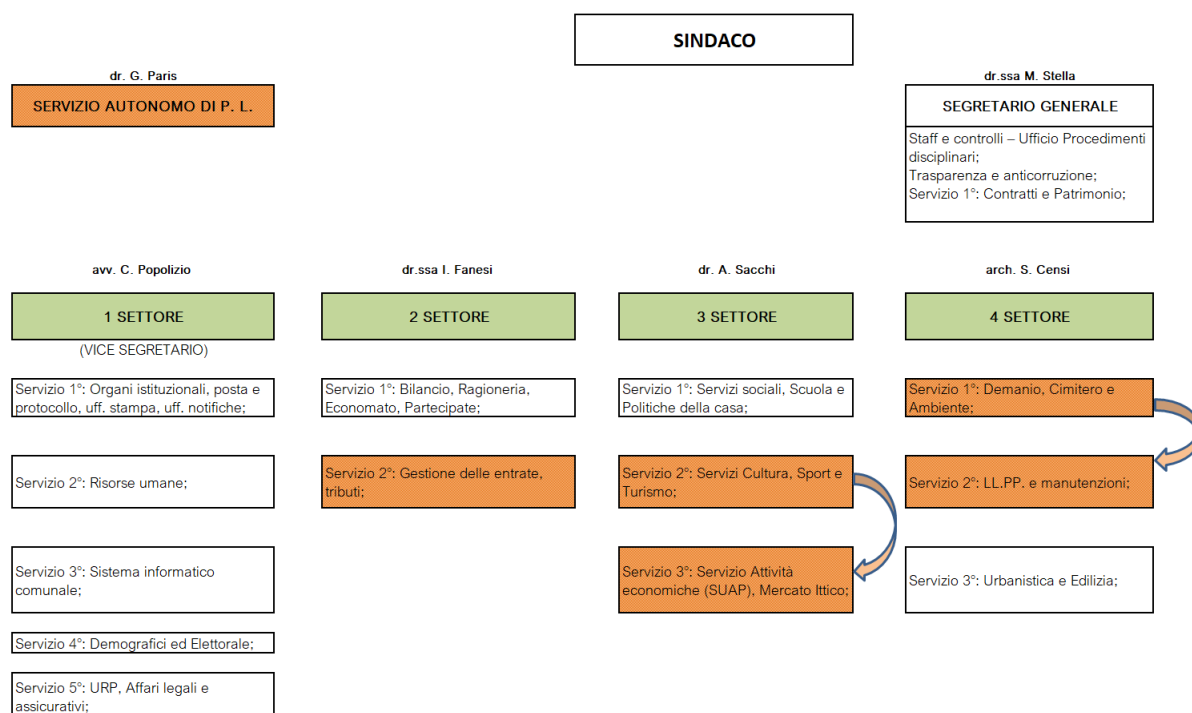 SINDACO
dr. G. Paris
SERVIZIO AUTONOMO DI P. L.
dr.ssa M. Stella
SEGRETARIO GENERALE
Staff e controlli – Ufficio Procedimenti
disciplinari;
Trasparenza e anticorruzione;
Servizio 1°: Contratti e Patrimonio;
avv. C. Popolizio
1 SETTORE
(VICE SEGRETARIO)
Servizio 1°: Organi istituzionali, posta e
protocollo, uff. stampa, uff. notifiche;
Servizio 2°: Risorse umane;
Servizio 3°: Sistema informatico
comunale;
Servizio 4°: Demografici ed Elettorale;
Servizio 5°: URP, Affari legali e
assicurativi;
dr.ssa I. Fanesi
2 SETTORE
Servizio 1°: Bilancio, Ragioneria,
Economato, Partecipate;
Servizio 2°: Gestione delle entrate,
tributi;
dr. A. Sacchi
3 SETTORE
Servizio 1°: Servizi sociali, Scuola e
Politiche della casa;
Servizio 2°: Servizi Cultura, Sport e
Turismo;
Servizio 3°: Servizio Attività
economiche (SUAP), Mercato Ittico;
arch. S. Censi
4 SETTORE
Servizio 1°: Demanio, Cimitero e
Ambiente;
Servizio 2°: LL.PP. e manutenzioni;
Servizio 3°: Urbanistica e Edilizia;